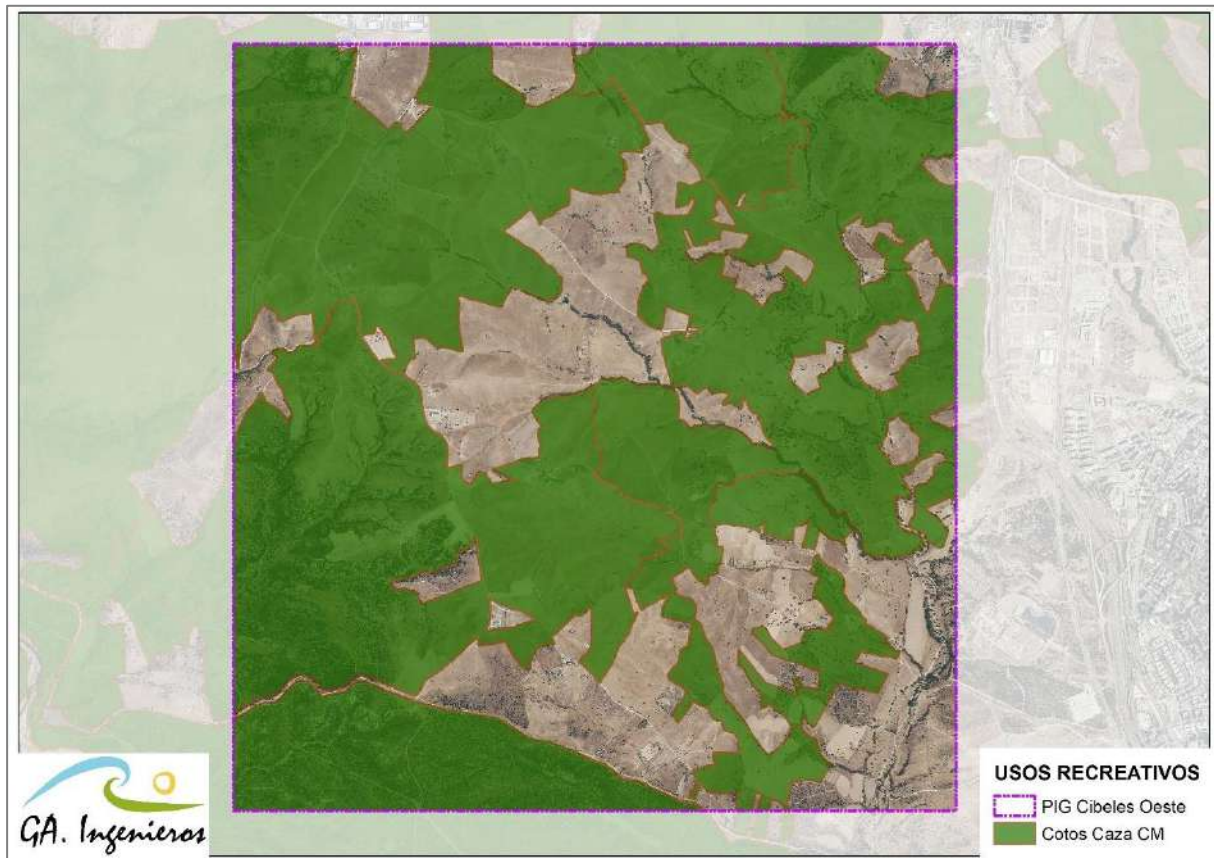 GA. Ingenieros
USOS RECREATIVOS
PIG Cibeles Oeste
Cotos Caza CM